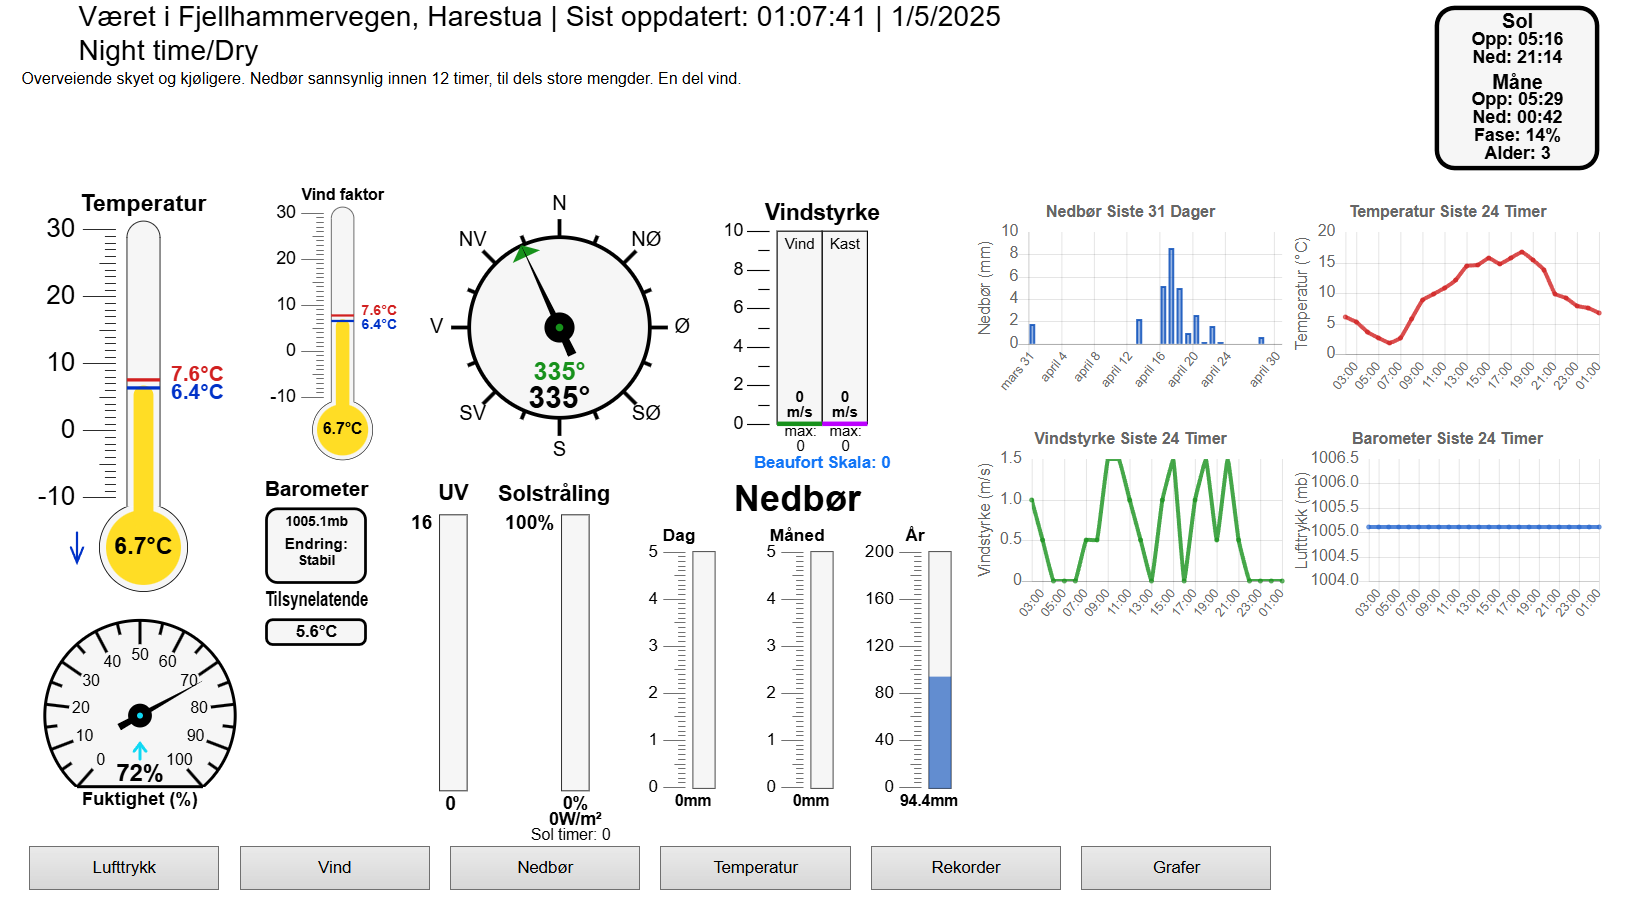 Været i Fjellhammervegen, Harestua | Sist oppdatert: 01:07:41 | 1/5/2025
Night time/Dry
Overveiende skyet og kjøligere. Nedbør sannsynlig innen 12 timer, til dels store mengder. En del vind.
Sol
Opp: 05:16
Ned: 21:14
Måne
Opp: 05:29
Ned: 00:42
Fase: 14%
Alder: 3
Temperatur
30
20
10
0
-10
7.6°C
6.4°C
6.7°C
Vind faktor
30
20
10
0
-10
7.6°C
6.4°C
6.7°C
N
NØ
Ø
SØ
S
SV
V
NV
335°
335°
Vindstyrke
10
8
6
4
2
0
Vind Kast
0 0
m/s m/s
max: max:
0 0
Beaufort Skala: 0
Nedbør Siste 31 Dager
Nedbør (mm)
10
8
6
4
2
0
mars 31 april 4 april 8 april 12 april 16 april 20 april 24 april 30
Temperatur Siste 24 Timer
Temperatur (°C)
20
15
10
5
0
03:00 05:00 07:00 09:00 11:00 13:00 15:00 17:00 19:00 21:00 23:00 01:00
Vindstyrke Siste 24 Timer
Vindstyrke (m/s)
1.5
1.0
0.5
0
03:00 05:00 07:00 09:00 11:00 13:00 15:00 17:00 19:00 21:00 23:00 01:00
Barometer Siste 24 Timer
Lufttrykk (mb)
1006.5
1006.0
1005.5
1005.0
1004.5
1004.0
03:00 05:00 07:00 09:00 11:00 13:00 15:00 17:00 19:00 21:00 23:00 01:00
Barometer
1005.1mb
Endring:
Stabil
Tilsynelatende
5.6°C
UV
16
0
Solstråling
100%
0%
0W/m²
Sol timer: 0
Nedbør
Dag
5
4
3
2
1
0
0mm
Måned
5
4
3
2
1
0
0mm
År
200
160
120
80
40
0
94.4mm
0 10 20 30 40 50 60 70 80 90 100
72%
Fuktighet (%)
Lufttrykk Vind Nedbør Temperatur Rekorder Grafer